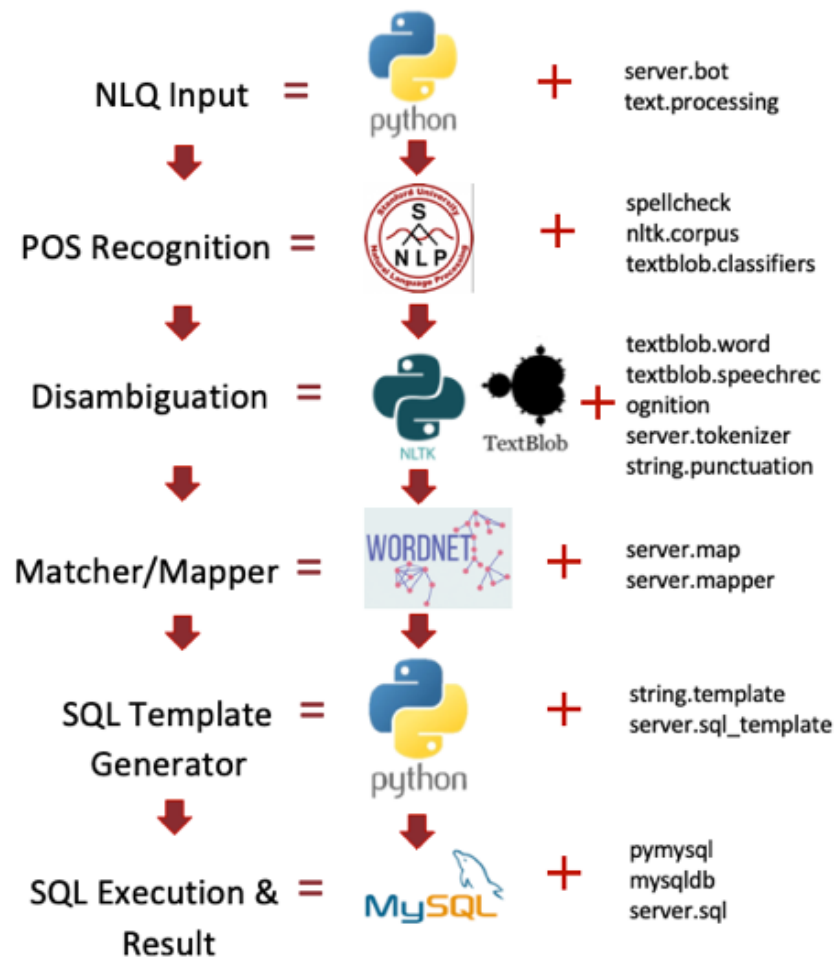 NLQ Input
=
python
+
server.bot
text.processing
POS Recognition
=
Stanford University
S
NLP
Natural Language Processing
+
spellcheck
nltk.corpus
textblob.classifiers
Disambiguation
=
NLTK
TextBlob
+
textblob.word
textblob.speechrec
ognition
server.tokenizer
string.punctuation
Matcher/Mapper
=
WORDNET
+
server.map
server.mapper
SQL Template
Generator
=
python
+
string.template
server.sql_template
SQL Execution &
Result
=
MySQL
+
pymysql
mysqldb
server.sql